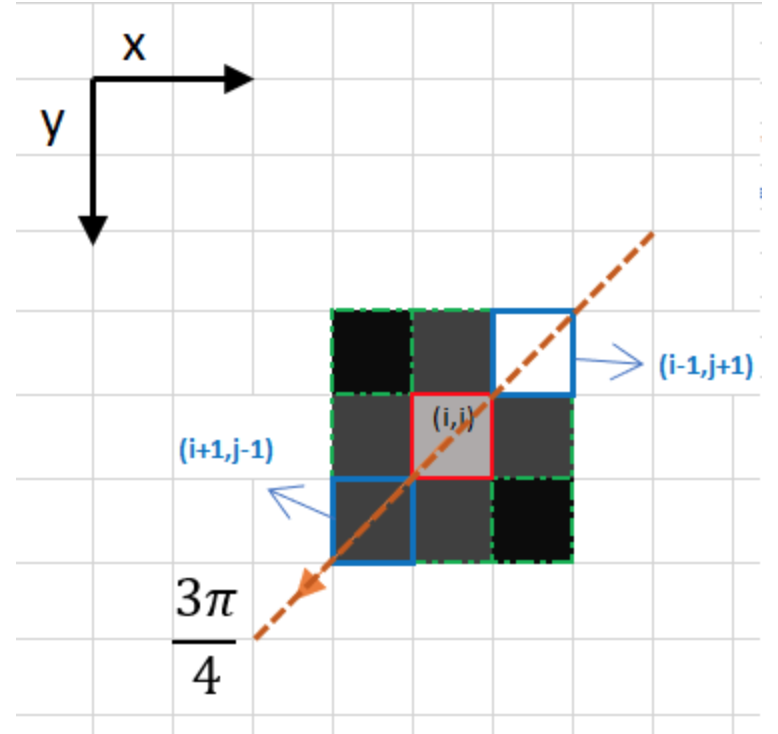 x
y
(i-1,j+1)
(i,i)
(i+1,j-1)
3π
4